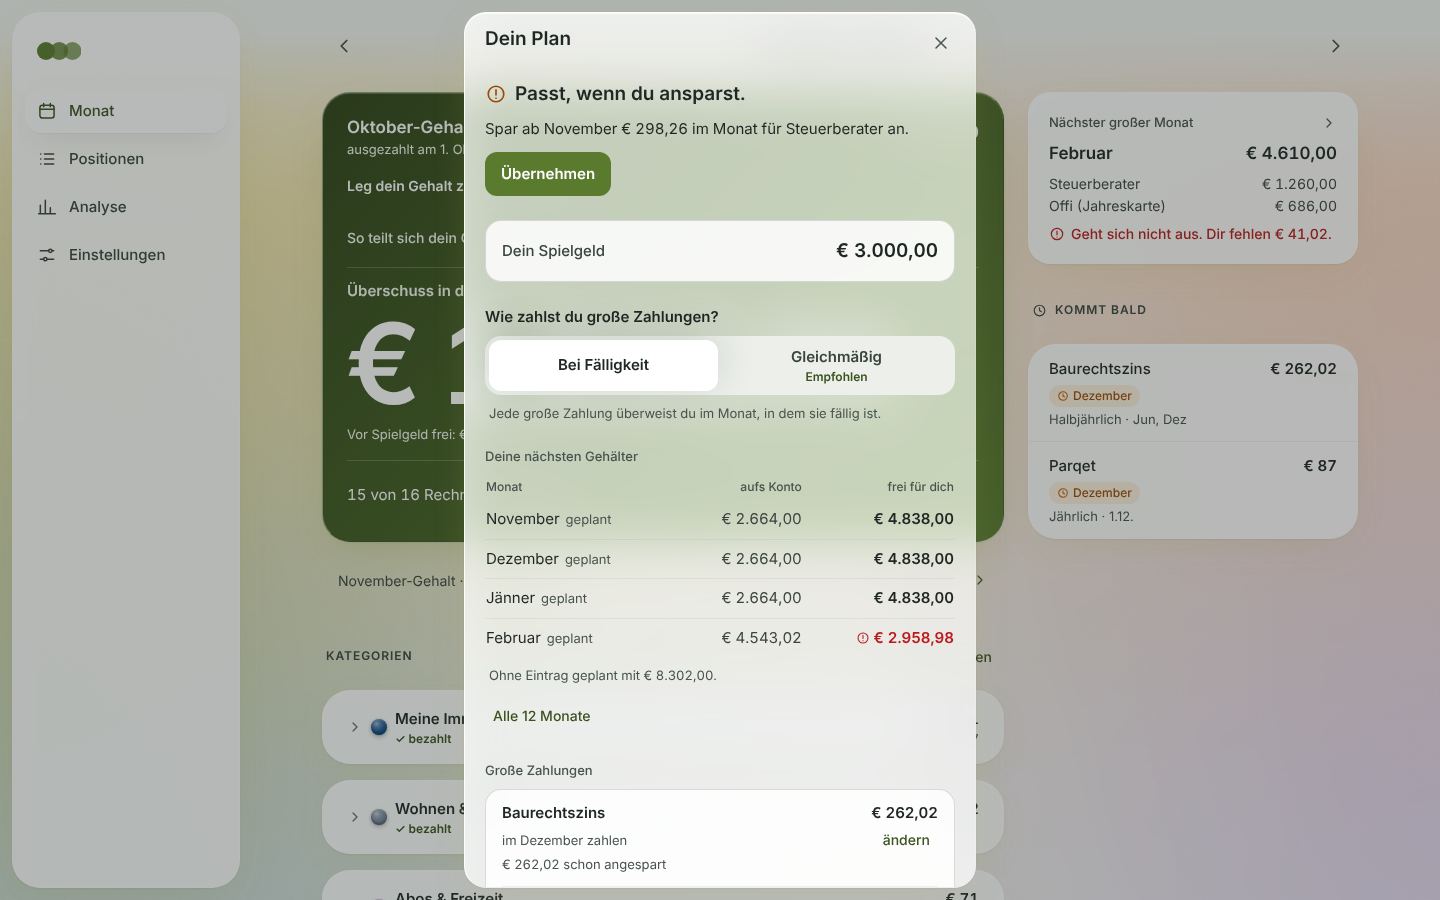 Monat
Positionen
Analyse
Einstellungen
Oktober-Geha
ausgezahlt am 1. O
Leg dein Gehalt z
So teilt sich dein
Überschuss in d
€ 1
Vor Spielgeld frei: €
15 von 16 Rechn
November-Gehalt ·
KATEGORIEN
en
Meine Im
✓ bezahlt
Wohnen &
✓ bezahlt
Abos & Freizeit
€ 71
Dein Plan
Passt, wenn du ansparst.
Spar ab November € 298,26 im Monat für Steuerberater an.
Übernehmen
Dein Spielgeld € 3.000,00
Wie zahlst du große Zahlungen?
Bei Fälligkeit
Gleichmäßig
Empfohlen
Jede große Zahlung überweist du im Monat, in dem sie fällig ist.
Deine nächsten Gehälter
Monat aufs Konto frei für dich
November geplant € 2.664,00 € 4.838,00
Dezember geplant € 2.664,00 € 4.838,00
Jänner geplant € 2.664,00 € 4.838,00
Februar geplant € 4.543,02 € 2.958,98
Ohne Eintrag geplant mit € 8.302,00.
Alle 12 Monate
Große Zahlungen
Baurechtszins € 262,02
im Dezember zahlen ändern
€ 262,02 schon angespart
Nächster großer Monat
Februar € 4.610,00
Steuerberater € 1.260,00
Offi (Jahreskarte) € 686,00
Geht sich nicht aus. Dir fehlen € 41,02.
KOMMT BALD
Baurechtszins € 262,02
Dezember
Halbjährlich · Jun, Dez
Parqet € 87
Dezember
Jährlich · 1.12.